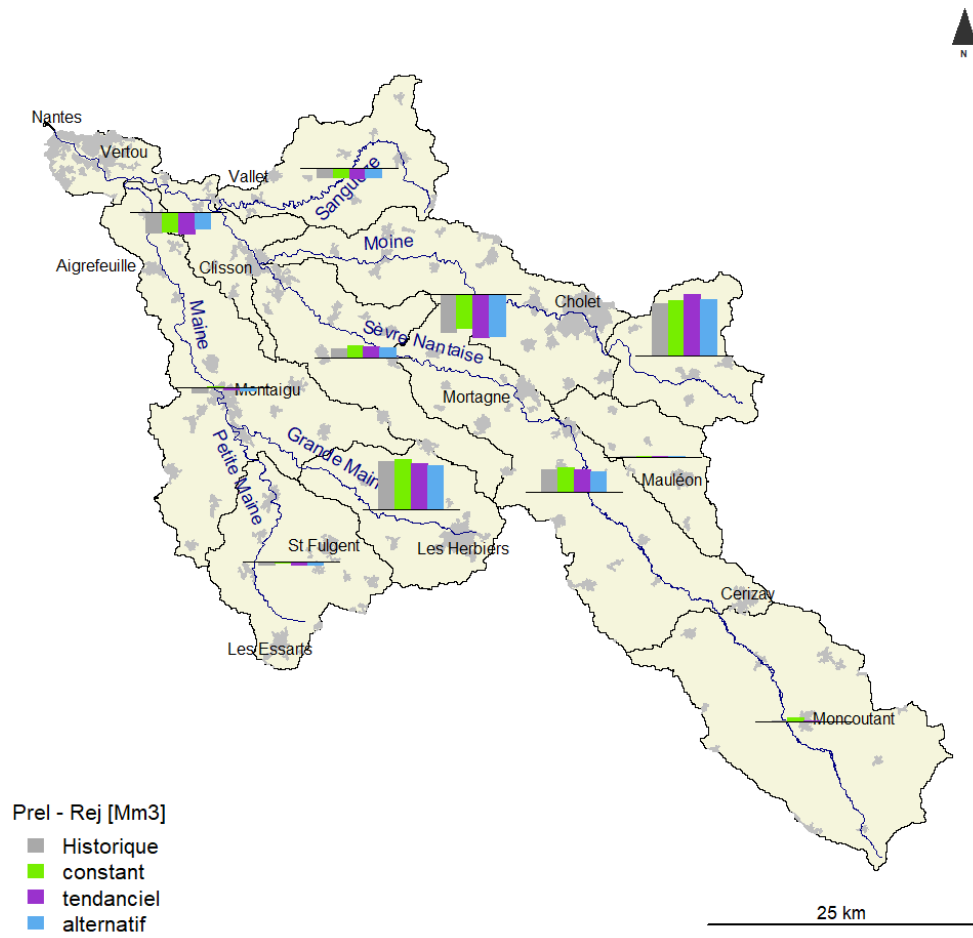 N
Nantes
Vertou
Vallet
Sanguèze
Moine
Aigrefeuille
Clisson
Cholet
Maine
Sèvre Nantaise
Montaigu
Mortagne
Petite Maine
Grande Main
Mauléon
St Fulgent
Les Herbiers
Cerizay
Les Essarts
Moncoutant
Prel - Rej [Mm3]
Historique
constant
tendanciel
alternatif
25 km